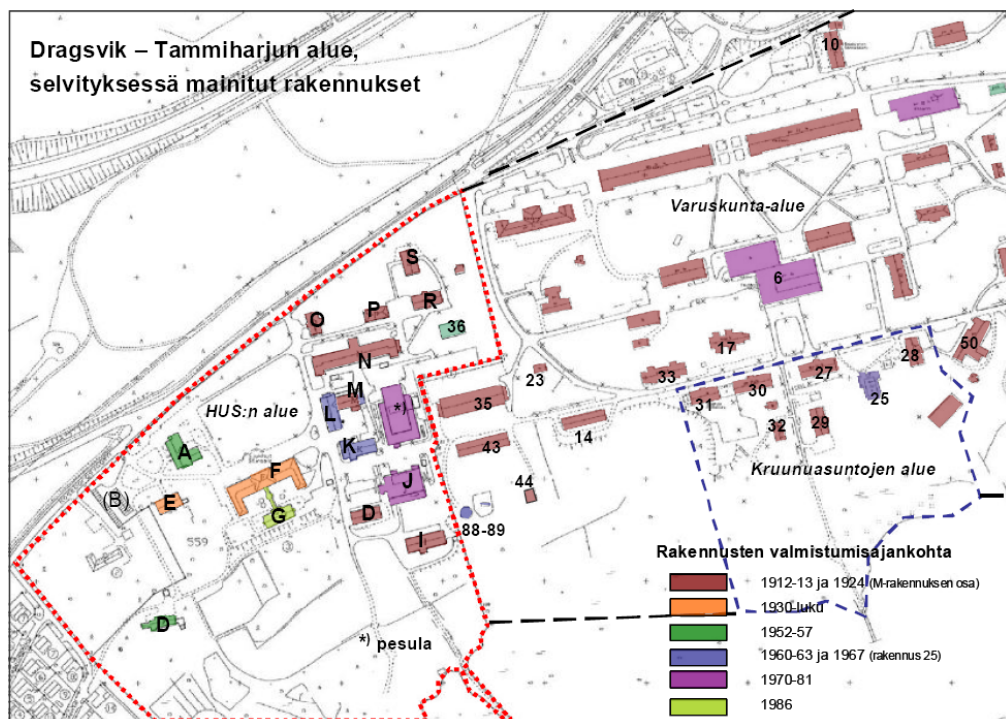 Dragsvik – Tammiharjun alue,
selvityksessä mainitut rakennukset
10
Varuskunta-alue
6
S
R
P
O
36
N
17
28
50
M
HUS:n alue
L
*)
23
33
27
30
31
25
35
A
K
14
32
29
43
F
(B)
E
G
J
44
Kruunuasuntojen alue
D
88-89
559
I
D
*) pesula
Rakennusten valmistumisajankohta
1912-13 ja 1924 (M-rakennuksen osa)
1930-luku
1952-57
1960-63 ja 1967 (rakennus 25)
1970-81
1986